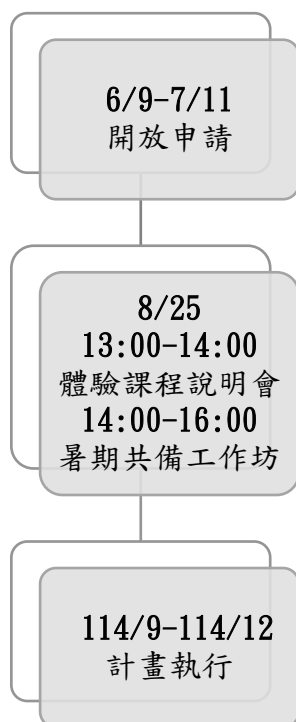 6/9-7/11
開放申請
8/25
13:00-14:00
體驗課程說明會
14:00-16:00
暑期共備工作坊
114/9-114/12
計畫執行